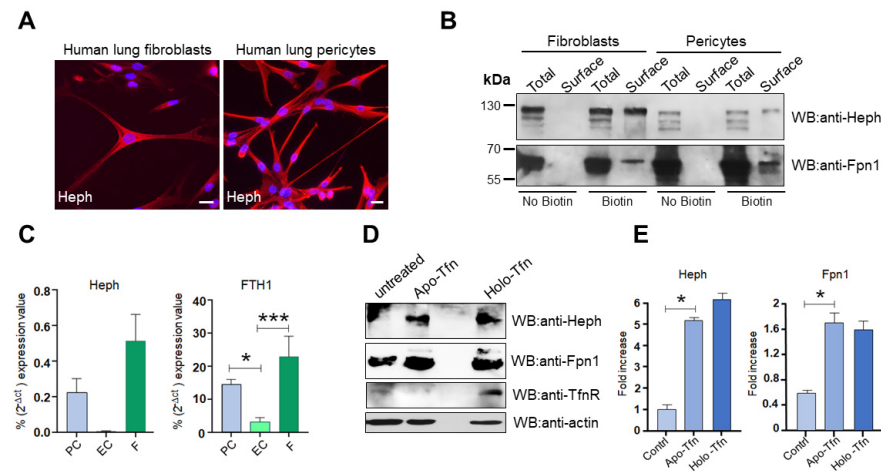 A
Human lung fibroblasts
Human lung pericytes
Heph
Heph
B
Fibroblasts
Pericytes
kDa
Total
Surface
Total
Surface
Total
Surface
Total
Surface
130
WB:anti-Heph
70
55
WB:anti-Fpn1
No Biotin
Biotin
No Biotin
Biotin
C
Heph
% (2-Δct ) expression value
0.8
0.6
0.4
0.2
0.0
PC
EC
F
FTH1
% (2-Δct ) expression value
40
30
20
10
0
*
***
PC
EC
F
D
untreated
Apo-Tfn
Holo-Tfn
WB:anti-Heph
WB:anti-Fpn1
WB:anti-TfnR
WB:anti-actin
E
Heph
Fold increase
6
5
4
3
2
1
0
*
Contrl
Apo-Tfn
Holo-Tfn
Fpn1
Fold increase
2.4
2
1.6
1.2
0.8
0.4
*
Contrl
Apo-Tfn
Holo-Tfn